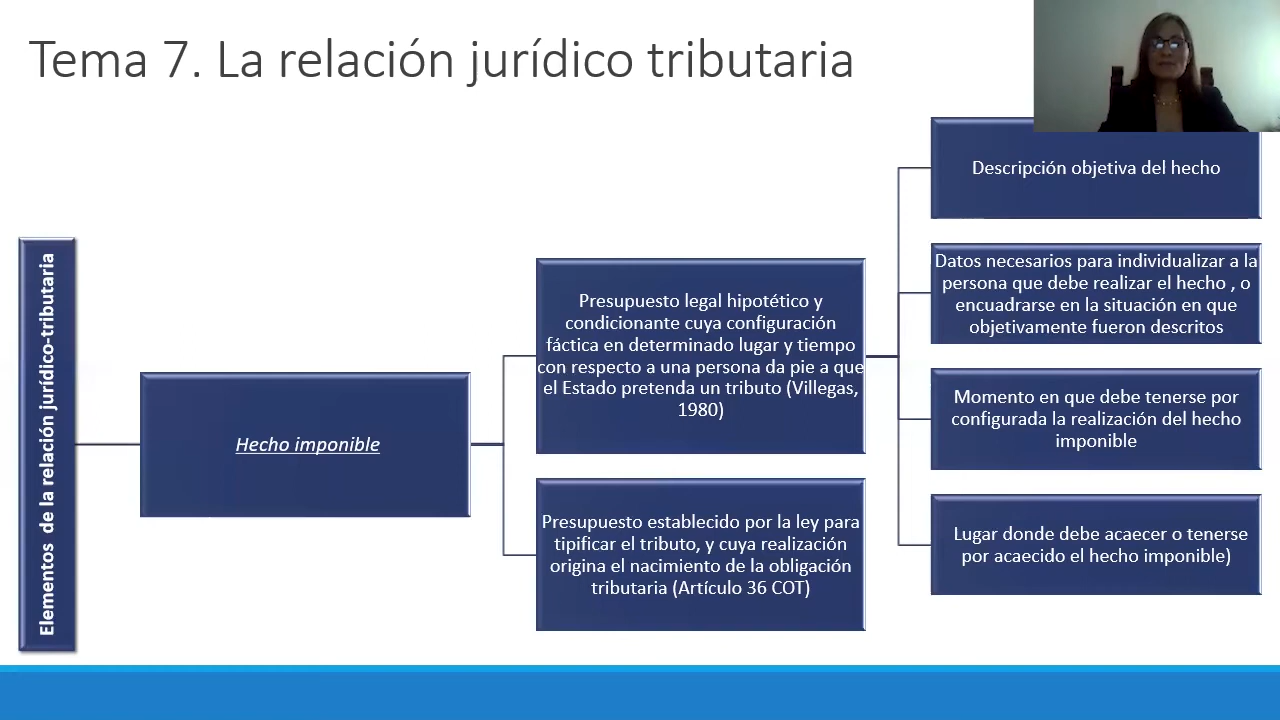 Tema 7. La relación jurídico tributaria
Elementos de la relación jurídico-tributaria
Hecho imponible
Presupuesto legal hipotético y
condicionante cuya configuración
fáctica en determinado lugar y tiempo
con respecto a una persona da pie a que
el Estado pretenda un tributo (Villegas,
1980)
Presupuesto establecido por la ley para
tipificar el tributo, y cuya realización
origina el nacimiento de la obligación
tributaria (Artículo 36 COT)
Descripción objetiva del hecho
Datos necesarios para individualizar a la
persona que debe realizar el hecho , o
encuadrarse en la situación en que
objetivamente fueron descritos
Momento en que debe tenerse por
configurada la realización del hecho
imponible
Lugar donde debe acaecer o tenerse
por acaecido el hecho imponible)